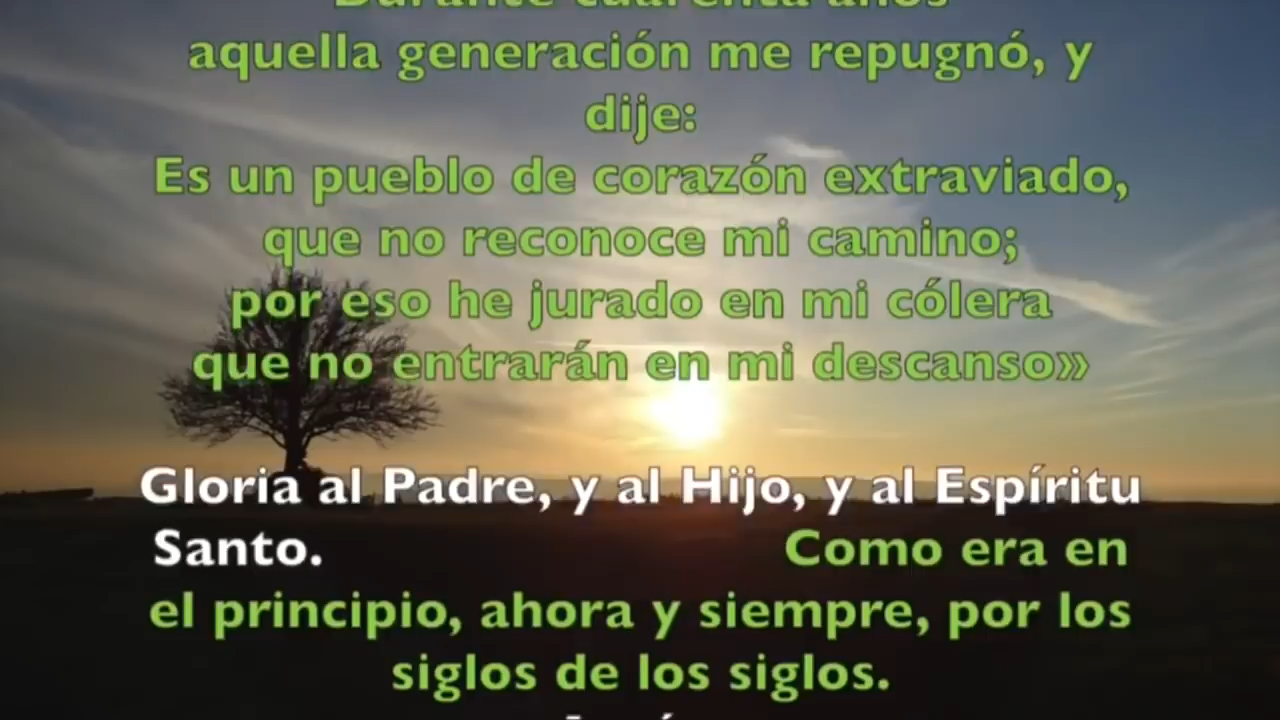 Durante cuarenta años
aquella generación me repugnó, y
dije:
Es un pueblo de corazón extraviado,
que no reconoce mi camino;
por eso he jurado en mi cólera
que no entrarán en mi descanso»
Gloria al Padre, y al Hijo, y al Espíritu
Santo. Como era en
el principio, ahora y siempre, por los
siglos de los siglos.